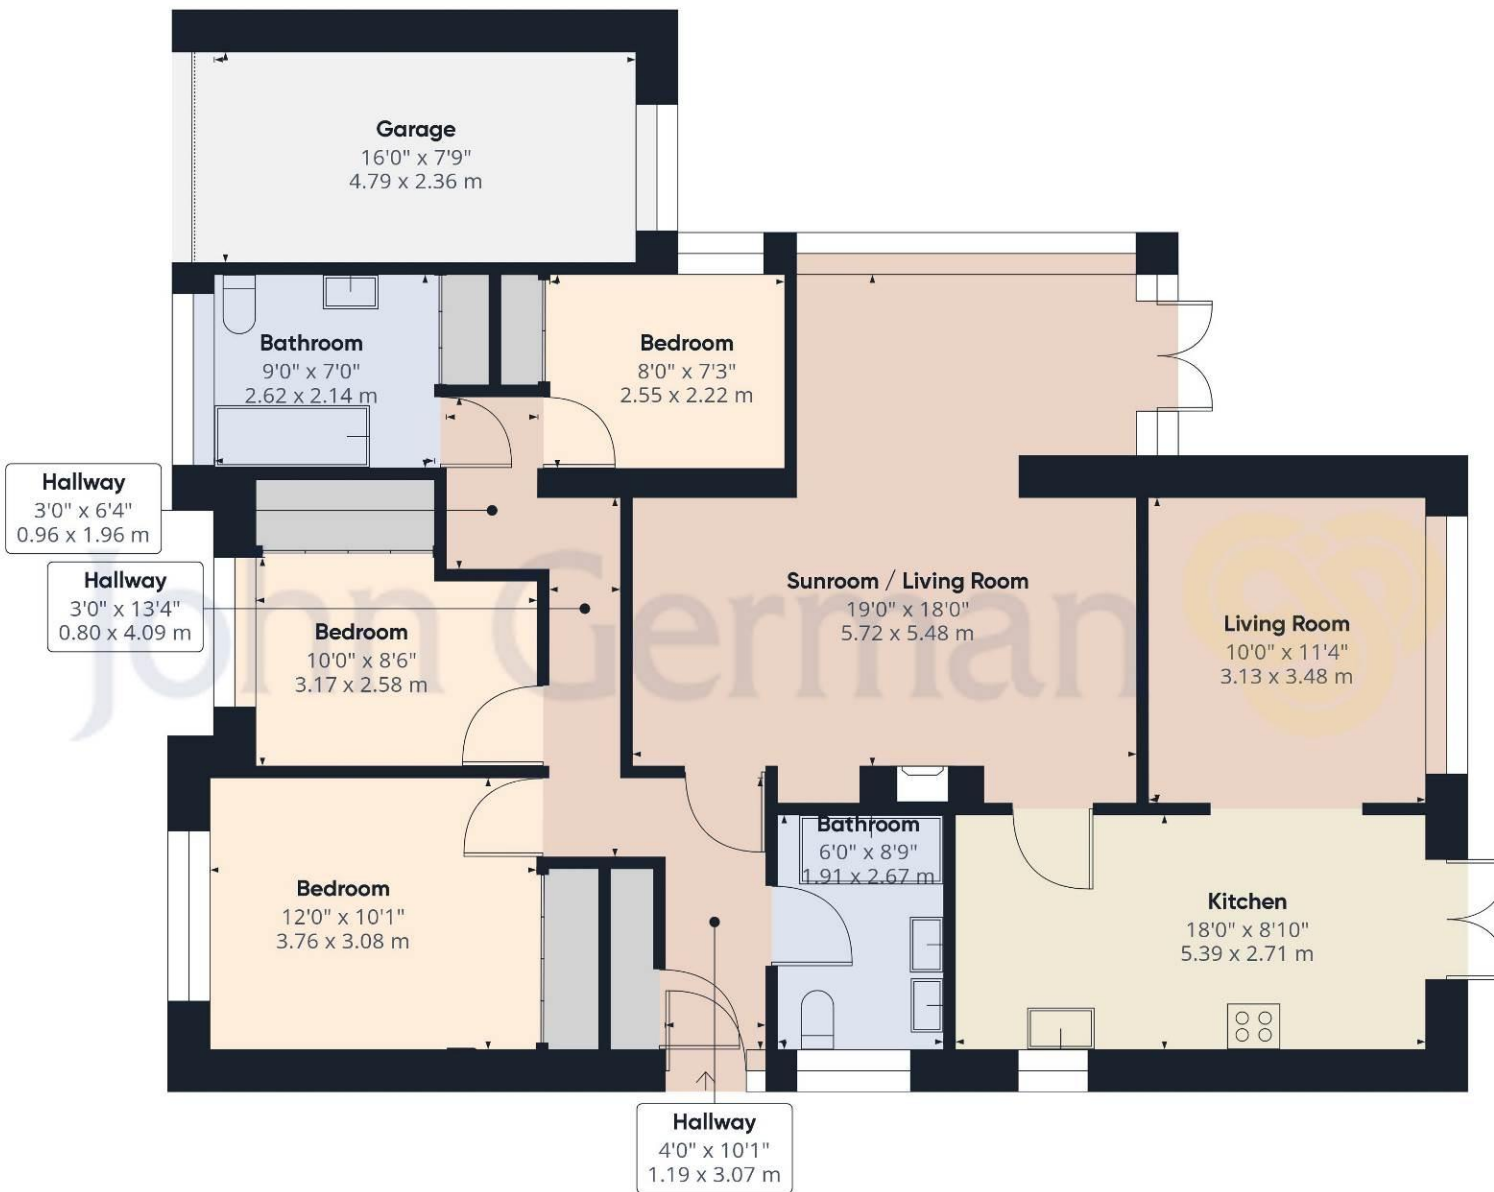 Garage
16'0" x 7'9"
4.79 x 2.36 m
Bathroom
9'0" x 7'0"
2.62 x 2.14 m
Bedroom
8'0" x 7'3"
2.55 x 2.22 m
Hallway
3'0" x 6'4"
0.96 x 1.96 m
Hallway
3'0" x 13'4"
0.80 x 4.09 m
Bedroom
10'0" x 8'6"
3.17 x 2.58 m
Sunroom / Living Room
19'0" x 18'0"
5.72 x 5.48 m
Living Room
10'0" x 11'4"
3.13 x 3.48 m
John German
Bedroom
12'0" x 10'1"
3.76 x 3.08 m
Bathroom
6'0" x 8'9"
1.91 x 2.67 m
Kitchen
18'0" x 8'10"
5.39 x 2.71 m
Hallway
4'0" x 10'1"
1.19 x 3.07 m